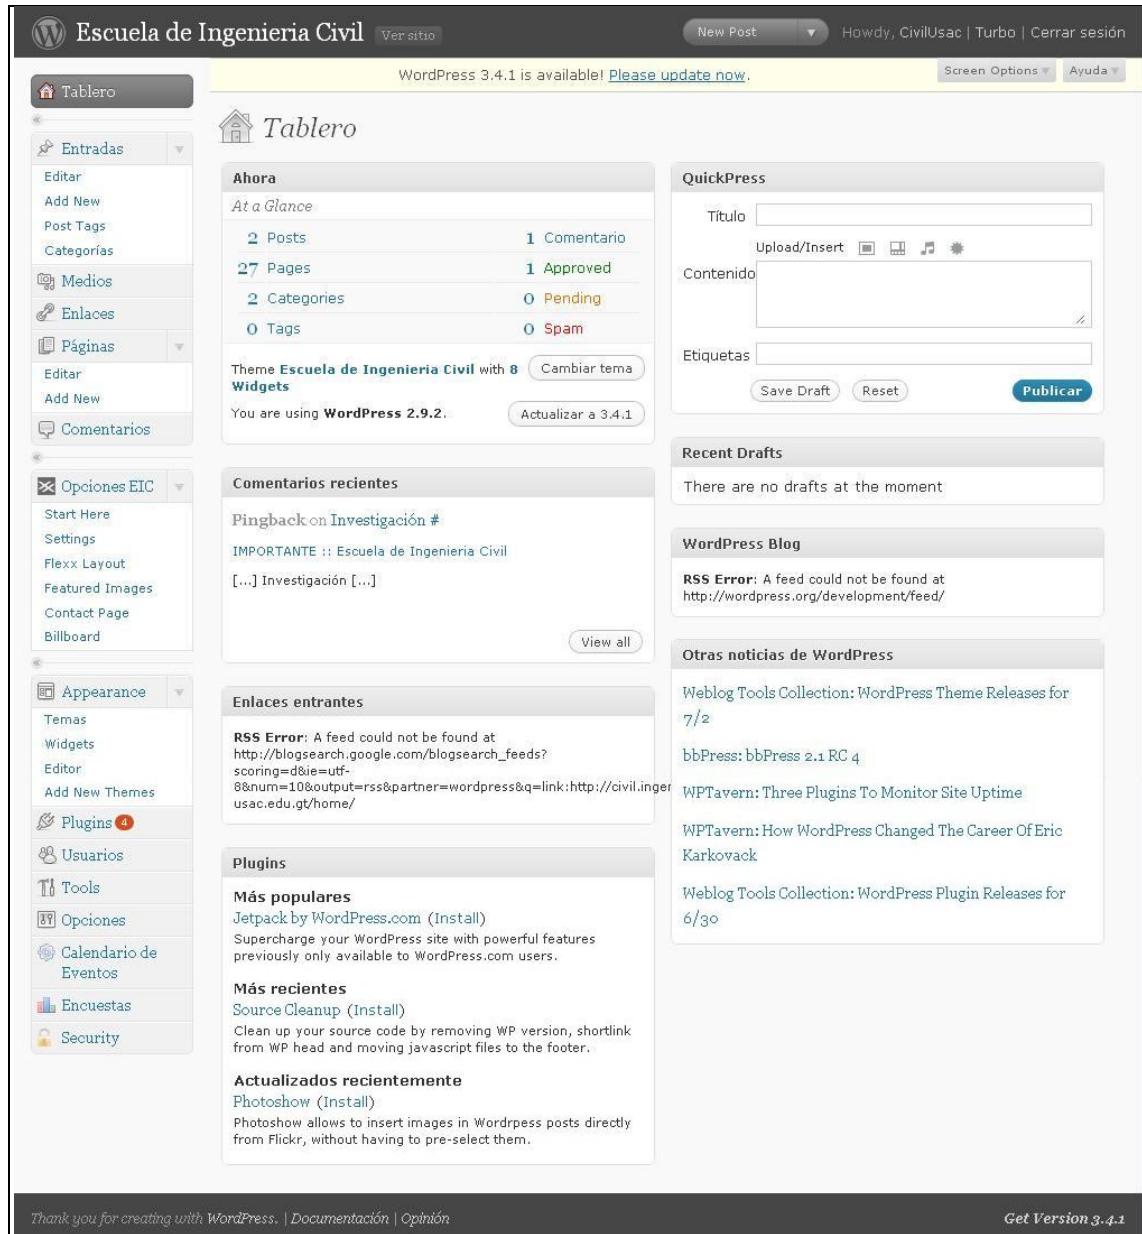 Escuela de Ingenieria Civil Ver sitio
New Post
Howdy, CivilUsac | Turbo | Cerrar sesión
WordPress 3.4.1 is available! Please update now.
Screen Options
Ayuda
Tablero
Entradas
Editar
Add New
Post Tags
Categorías
Medios
Enlaces
Páginas
Editar
Add New
Comentarios
Opciones EIC
Start Here
Settings
Flexx Layout
Featured Images
Contact Page
Billboard
Appearance
Temas
Widgets
Editor
Add New Themes
Plugins 4
Usuarios
Tools
Opciones
Calendario de
Eventos
Encuestas
Security
Tablero
Ahora
At a Glance
2 Posts 1 Comentario
27 Pages 1 Approved
2 Categories 0 Pending
0 Tags 0 Spam
Theme Escuela de Ingenieria Civil with 8
Widgets
Cambiar tema
You are using WordPress 2.9.2.
Actualizar a 3.4.1
Comentarios recientes
Pingback on Investigación #
IMPORTANTE :: Escuela de Ingenieria Civil
[...] Investigación [...]
View all
Enlaces entrantes
RSS Error: A feed could not be found at
http://blogsearch.google.com/blogsearch_feeds?
scoring=d&ie=utf-
8&num=10&output=rss&partner=wordpress&q=link:http://civil.inger
usac.edu.gt/home/
Plugins
Más populares
Jetpack by WordPress.com (Install)
Supercharge your WordPress site with powerful features
previously only available to WordPress.com users.
Más recientes
Source Cleanup (Install)
Clean up your source code by removing WP version, shortlink
from WP head and moving javascript files to the footer.
Actualizados recientemente
Photoshow (Install)
Photoshow allows to insert images in Wordrpess posts directly
from Flickr, without having to pre-select them.
QuickPress
Título
Upload/Insert
Contenido
Etiquetas
Save Draft Reset Publicar
Recent Drafts
There are no drafts at the moment
WordPress Blog
RSS Error: A feed could not be found at
http://wordpress.org/development/feed/
Otras noticias de WordPress
Weblog Tools Collection: WordPress Theme Releases for
7/2
bbPress: bbPress 2.1 RC 4
WPTavern: Three Plugins To Monitor Site Uptime
WPTavern: How WordPress Changed The Career Of Eric
Karkovack
Weblog Tools Collection: WordPress Plugin Releases for
6/30
Thank you for creating with WordPress. | Documentación | Opinión
Get Version 3.4.1